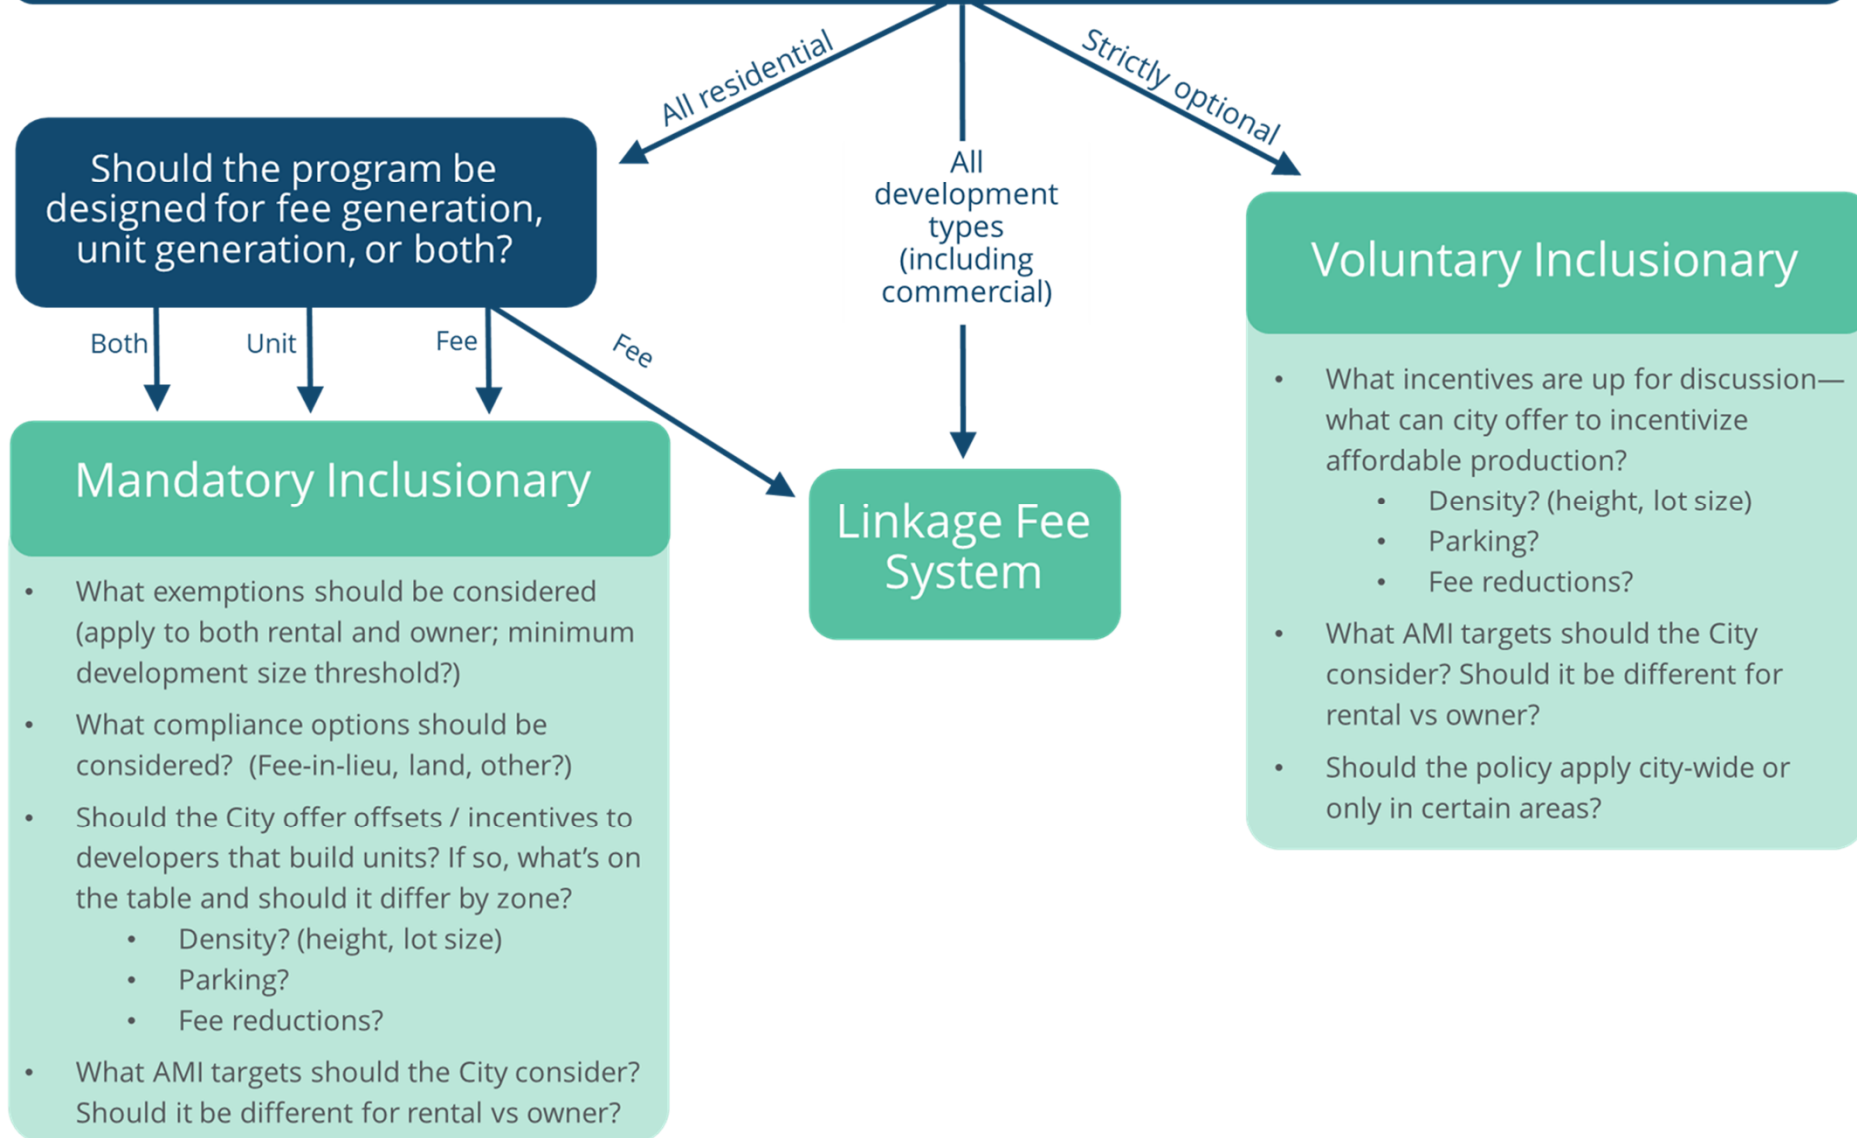 All residential
Strictly optional
Should the program be
designed for fee generation,
unit generation, or both?
All
development
types
(including
commercial)
Both
Unit
Fee
Fee
Mandatory Inclusionary
• What exemptions should be considered
(apply to both rental and owner; minimum
development size threshold?)
• What compliance options should be
considered?  (Fee-in-lieu, land, other?)
• Should the City offer offsets / incentives to
developers that build units? If so, what’s on
the table and should it differ by zone?
• Density? (height, lot size)
• Parking?
• Fee reductions?
• What AMI targets should the City consider?
Should it be different for rental vs owner?
Linkage Fee
System
Voluntary Inclusionary
• What incentives are up for discussion—
what can city offer to incentivize
affordable production?
• Density? (height, lot size)
• Parking?
• Fee reductions?
• What AMI targets should the City
consider? Should it be different for
rental vs owner?
• Should the policy apply city-wide or
only in certain areas?